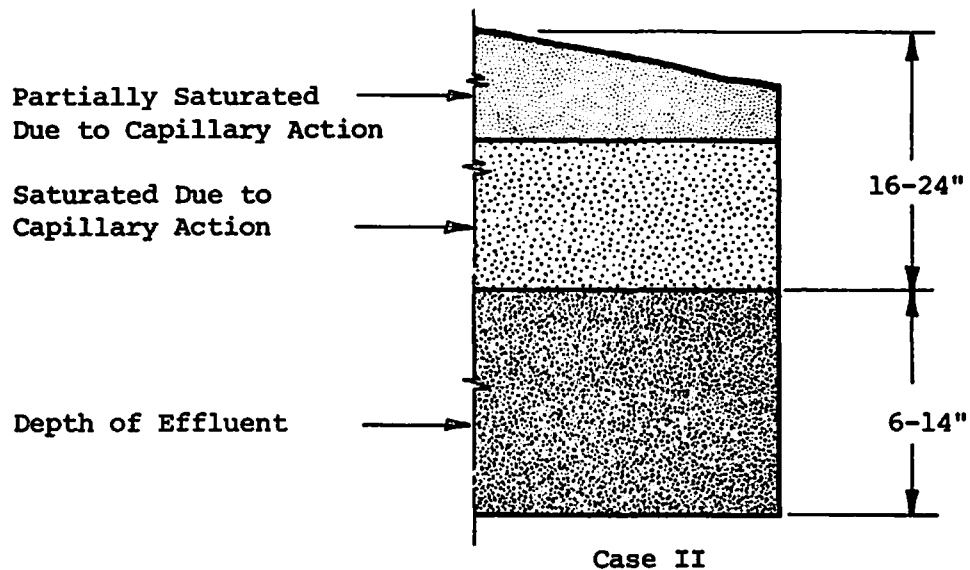 Partially Saturated
Due to Capillary Action
16-24"
Saturated Due to
Capillary Action
Depth of Effluent
6-14"
Case II